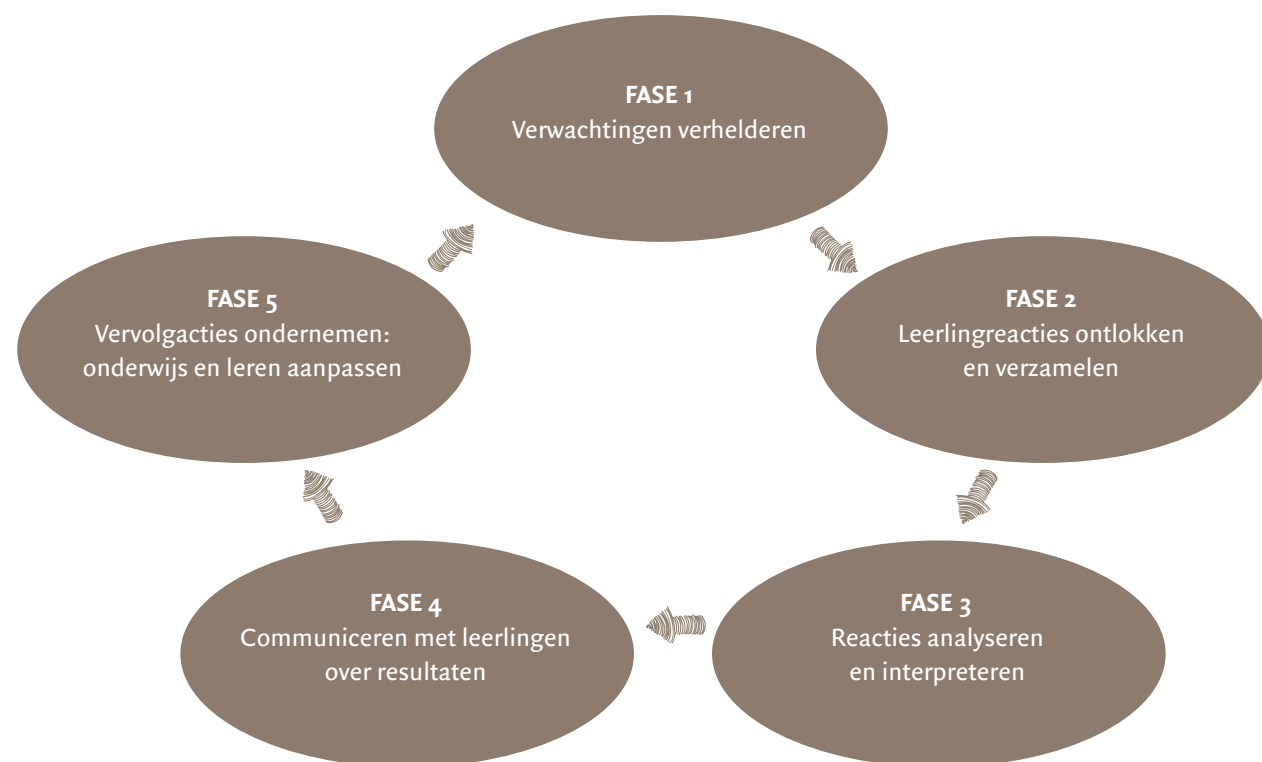 FASE 1
Verwachtingen verhelderen
FASE 2
Leerlingreacties ontlokken
en verzamelen
FASE 3
Reacties analyseren
en interpreteren
FASE 4
Communiceren met leerlingen
over resultaten
FASE 5
Vervolgacties ondernemen:
onderwijs en leren aanpassen